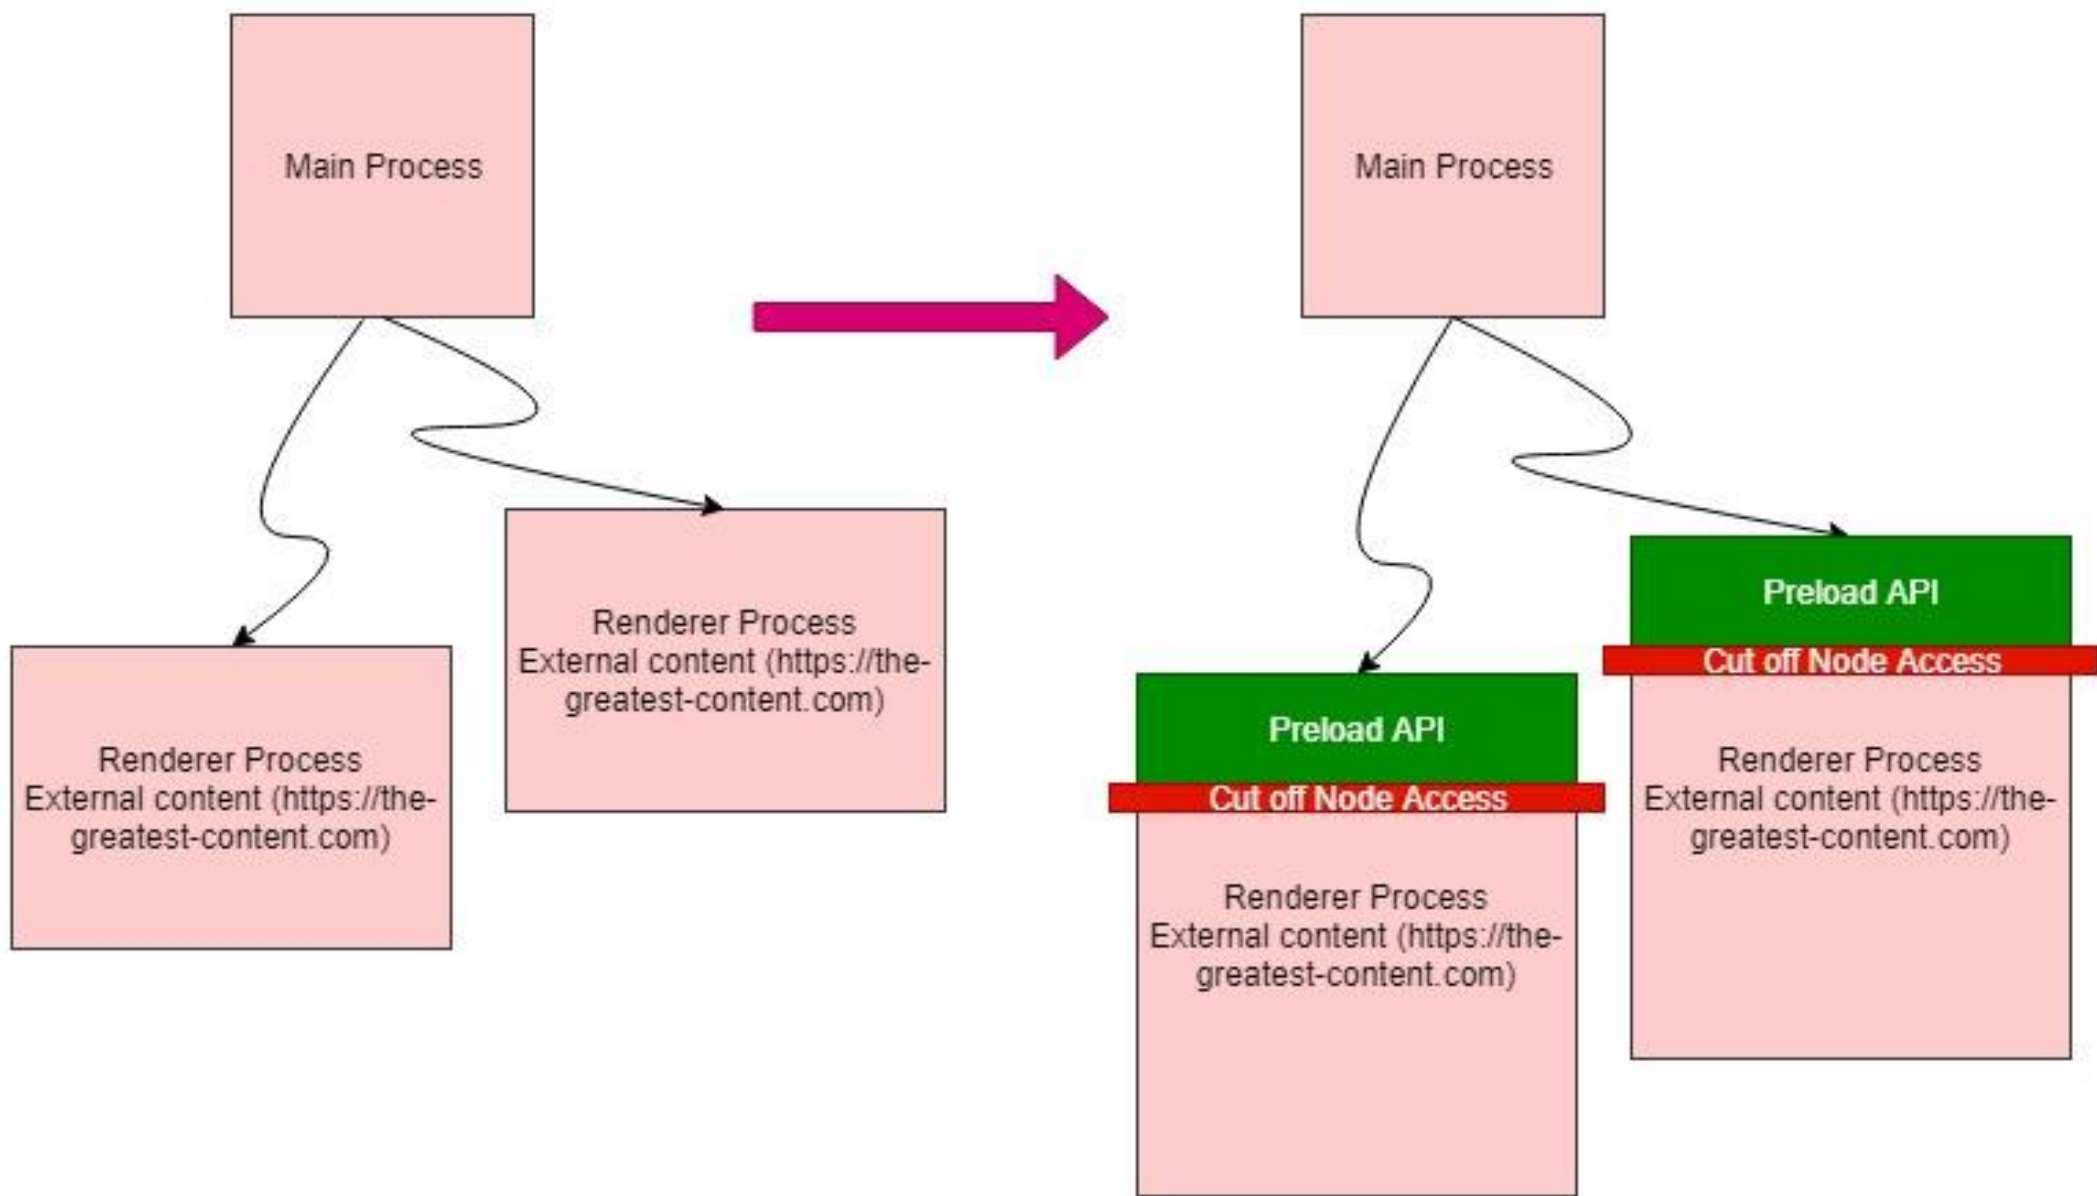 Main Process
Renderer Process
External content (https://the-
greatest-content.com)
Renderer Process
External content (https://the-
greatest-content.com)
Main Process
Preload API
Cut off Node Access
Renderer Process
External content (https://the-
greatest-content.com)
Preload API
Cut off Node Access
Renderer Process
External content (https://the-
greatest-content.com)